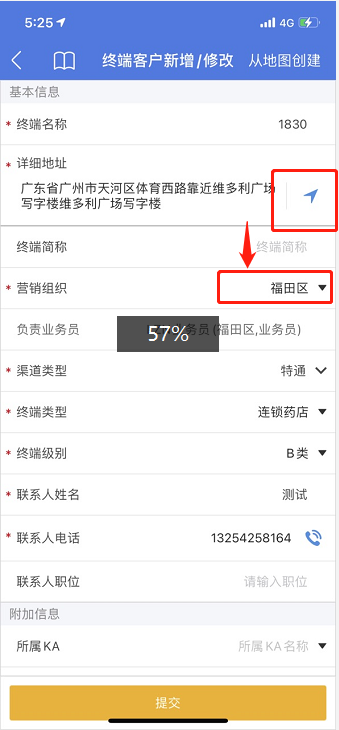 5:25
4G
终端客户新增/修改 从地图创建
基本信息
* 终端名称 1830
* 详细地址
广东省广州市天河区体育西路靠近维多利广场
写字楼维多利广场写字楼
终端简称 终端简称
* 营销组织 福田区
负责业务员 务员(福田区,业务员)
57%
* 渠道类型 特通
* 终端类型 连锁药店
* 终端级别 B类
* 联系人姓名 测试
* 联系人电话 13254258164
联系人职位 请输入职位
附加信息
所属KA 所属KA名称
提交